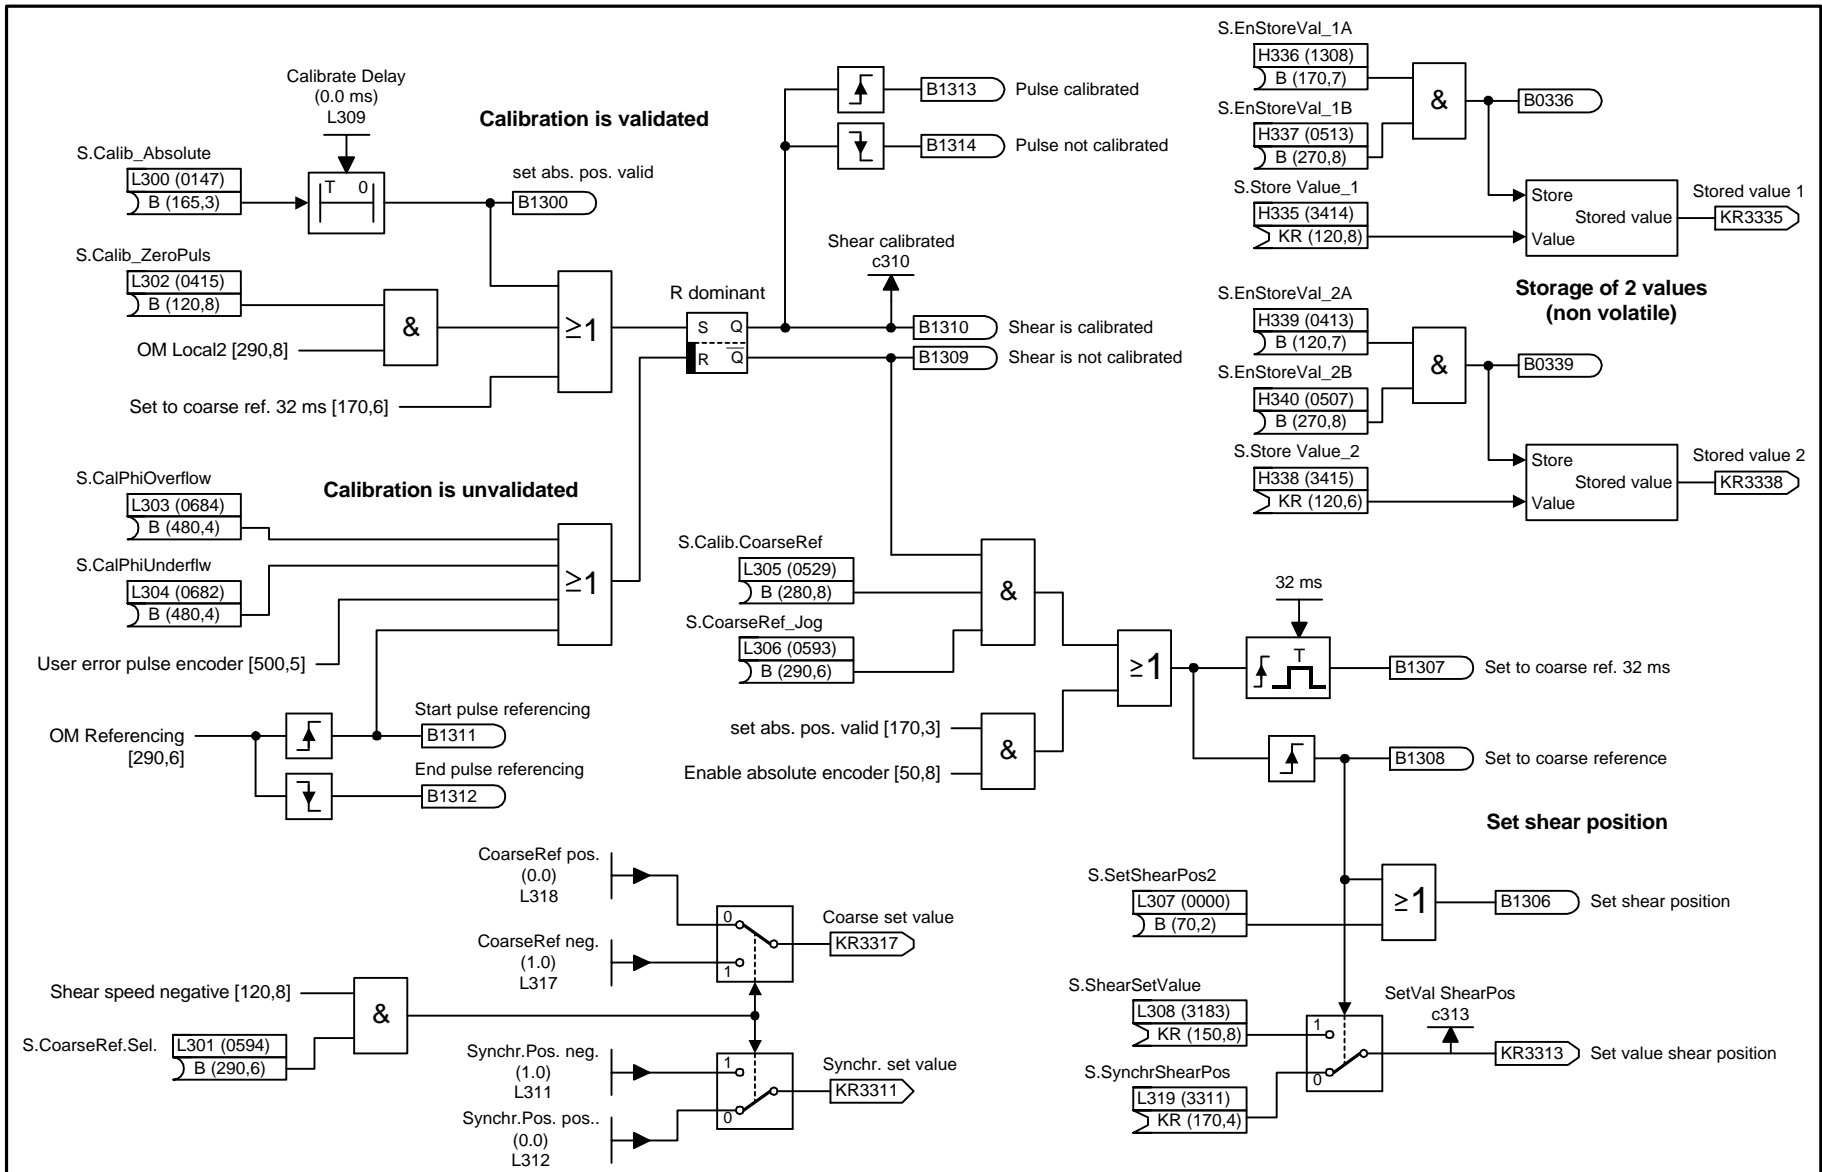 Calibrate Delay
(0.0 ms)
L309
Calibration is validated
S.Calib_Absolute
L300 (0147)
B (165,3)
T 0
set abs. pos. valid
B1300
S.Calib_ZeroPuls
L302 (0415)
B (120,8)
&
OM Local2 [290,8]
≥1
Set to coarse ref. 32 ms [170,6]
R dominant
S Q
R Q
B1313
Pulse calibrated
B1314
Pulse not calibrated
Shear calibrated
c310
B1310
Shear is calibrated
B1309
Shear is not calibrated
S.EnStoreVal_1A
H336 (1308)
B (170,7)
S.EnStoreVal_1B
H337 (0513)
B (270,8)
&
B0336
S.Store Value_1
H335 (3414)
KR (120,8)
Store
Stored value
Value
Stored value 1
KR3335
Storage of 2 values
(non volatile)
S.EnStoreVal_2A
H339 (0413)
B (120,7)
S.EnStoreVal_2B
H340 (0507)
B (270,8)
&
B0339
S.Store Value_2
H338 (3415)
KR (120,6)
Store
Stored value
Value
Stored value 2
KR3338
S.CalPhiOverflow
L303 (0684)
B (480,4)
Calibration is unvalidated
S.CalPhiUnderflw
L304 (0682)
B (480,4)
≥1
User error pulse encoder [500,5]
OM Referencing
[290,6]
Start pulse referencing
B1311
End pulse referencing
B1312
S.Calib.CoarseRef
L305 (0529)
B (280,8)
S.CoarseRef_Jog
L306 (0593)
B (290,6)
&
set abs. pos. valid [170,3]
Enable absolute encoder [50,8]
&
≥1
32 ms
T
B1307
Set to coarse ref. 32 ms
B1308
Set to coarse reference
Set shear position
S.SetShearPos2
L307 (0000)
B (70,2)
≥1
B1306
Set shear position
S.ShearSetValue
L308 (3183)
KR (150,8)
S.SynchrShearPos
L319 (3311)
KR (170,4)
1
0
SetVal ShearPos
c313
KR3313
Set value shear position
CoarseRef pos.
(0.0)
L318
CoarseRef neg.
(1.0)
L317
0
1
Coarse set value
KR3317
Shear speed negative [120,8]
S.CoarseRef.Sel.
L301 (0594)
B (290,6)
&
Synchr.Pos. neg.
(1.0)
L311
Synchr.Pos. pos..
(0.0)
L312
1
0
Synchr. set value
KR3311